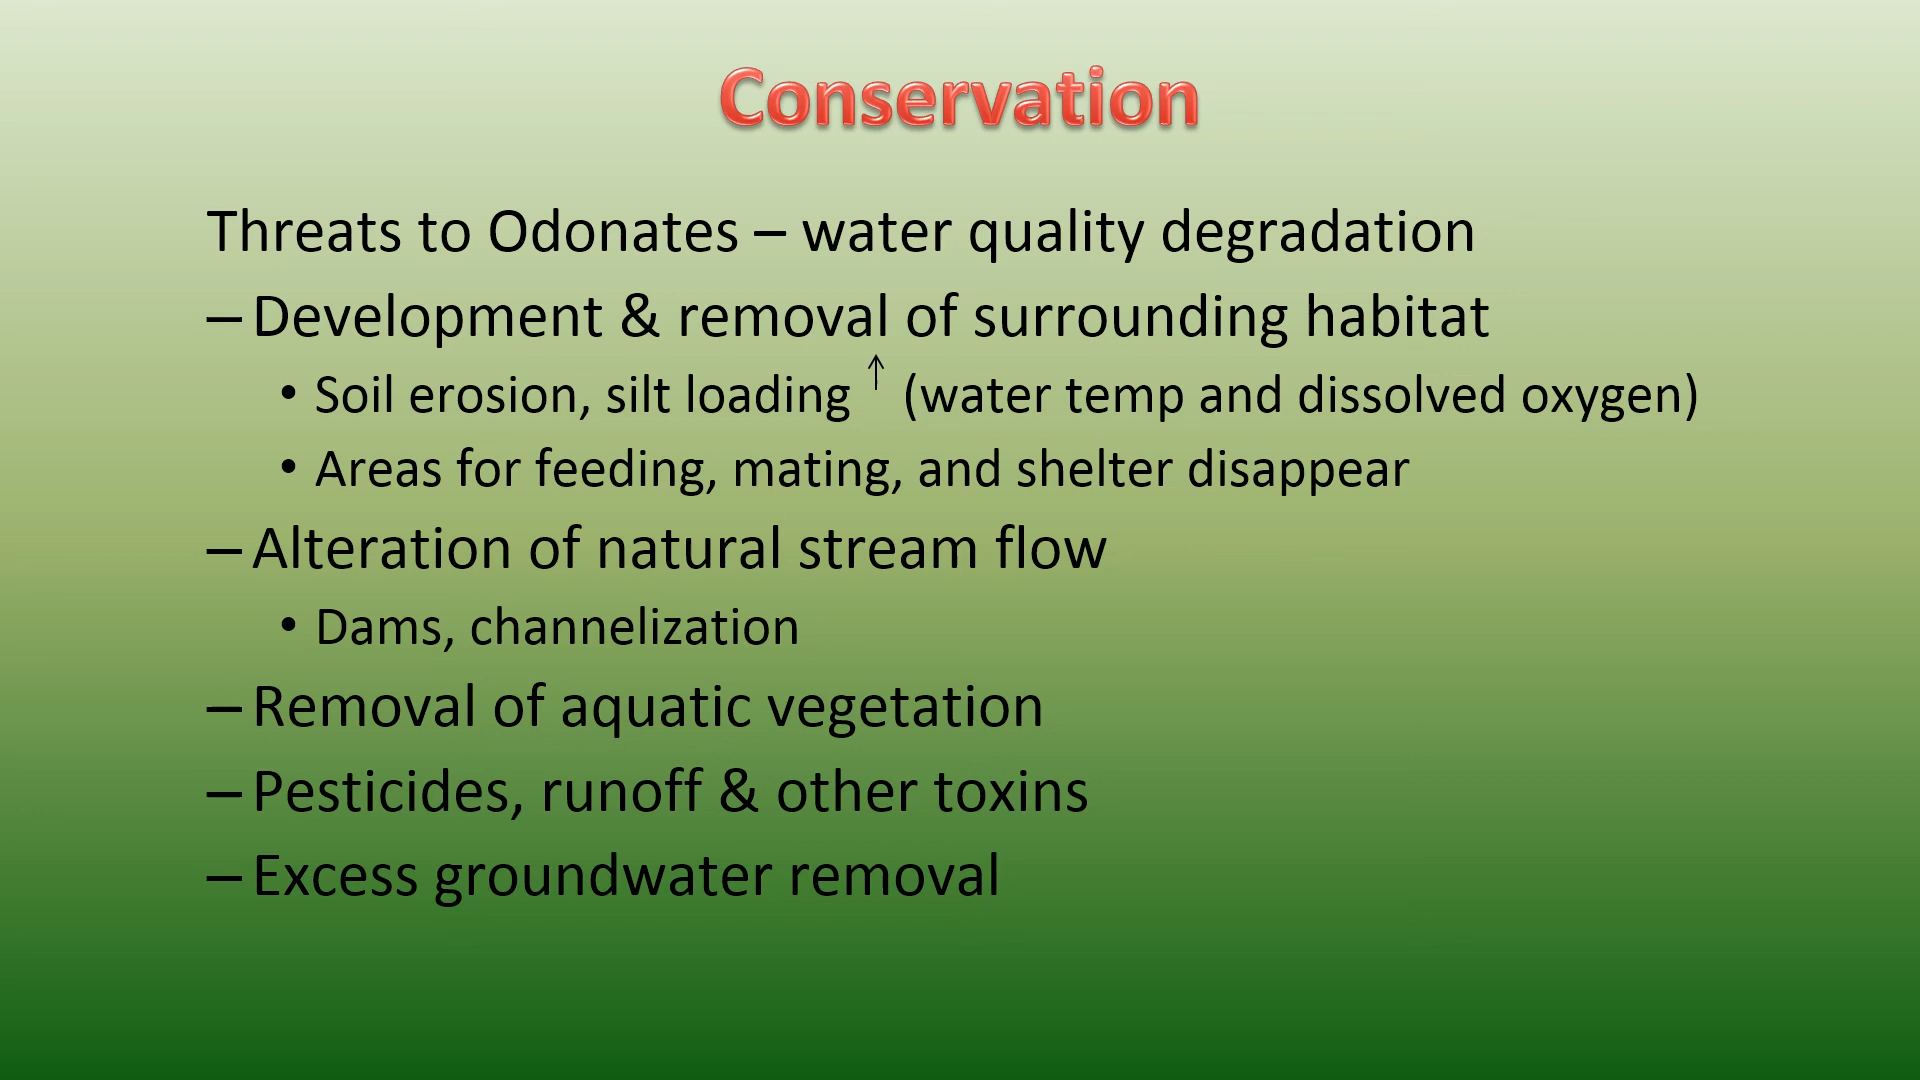 Conservation
Threats to Odonates – water quality degradation
– Development & removal of surrounding habitat
• Soil erosion, silt loading ↑ (water temp and dissolved oxygen)
• Areas for feeding, mating, and shelter disappear
– Alteration of natural stream flow
• Dams, channelization
– Removal of aquatic vegetation
– Pesticides, runoff & other toxins
– Excess groundwater removal